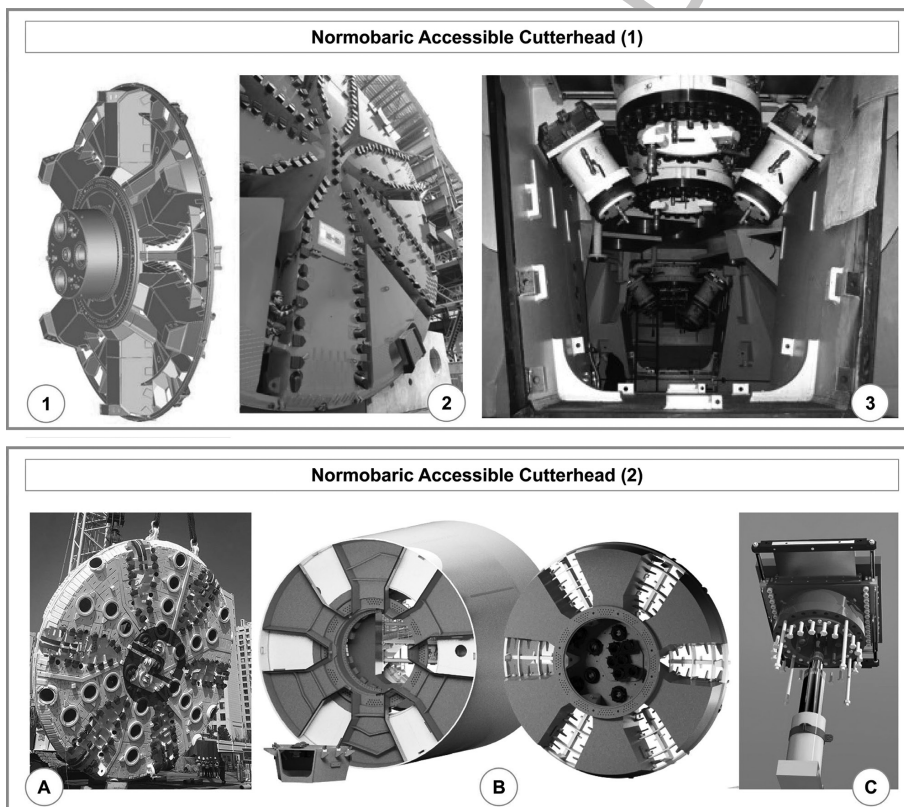 Normobaric Accessible Cutterhead (1)
1
2
3
Normobaric Accessible Cutterhead (2)
A
B
C